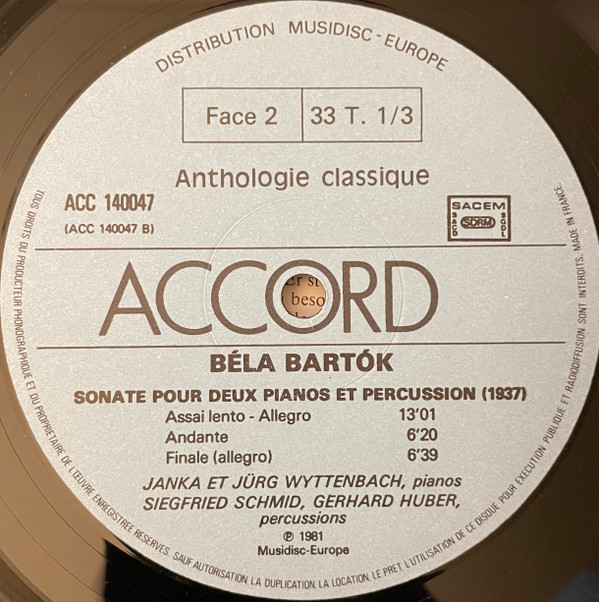 DISTRIBUTION MUSIDISC-EUROPE
Face 2
33 T. 1/3
Anthologie classique
ACC 140047
(ACC 140047 B)
SACEM
SACD
SDRM
SGDL
ACCORD
er st
beso
BÉLA BARTÓK
SONATE POUR DEUX PIANOS ET PERCUSSION (1937)
Assai lento - Allegro 13'01
Andante 6'20
Finale (allegro) 6'39
JANKA ET JÜRG WYTTENBACH, pianos
SIEGFRIED SCHMID, GERHARD HUBER,
percussions
℗ 1981
Musidisc-Europe
TOUS DROITS DU PRODUCTEUR PHONOGRAPHIQUE ET DU PROPRIETAIRE DE L'ŒUVRE ENREGISTREE RESERVES. SAUF AUTORISATION, LA DUPLICATION, LA LOCATION, LE PRET, L'UTILISATION DE CE DISQUE POUR EXECUTION PUBLIQUE ET RADIODIFFUSION SONT INTERDITS. MADE IN FRANCE.